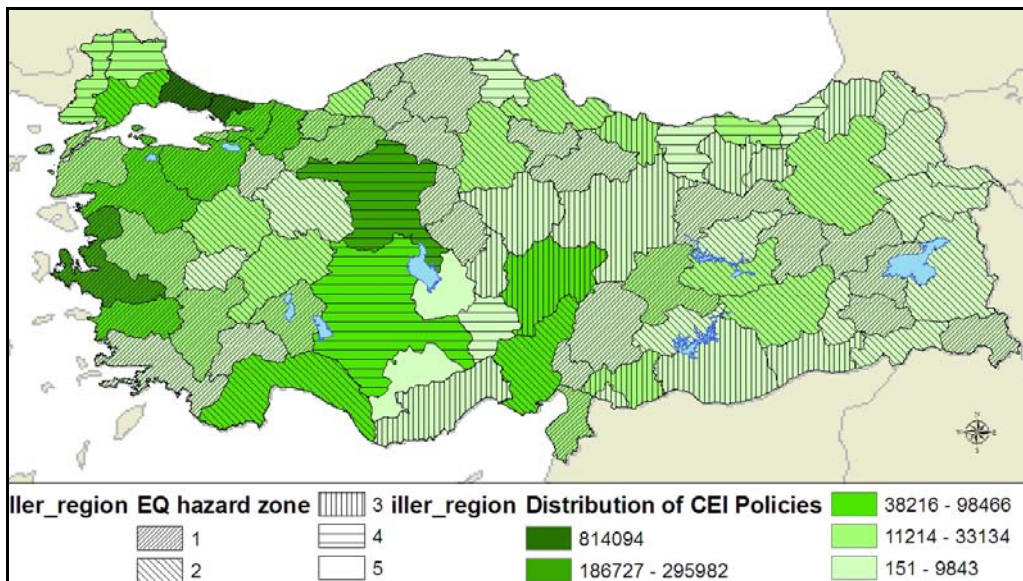 iller_region EQ hazard zone
1
2
3
4
5
iller_region Distribution of CEI Policies
814094
186727 - 295982
38216 - 98466
11214 - 33134
151 - 9843